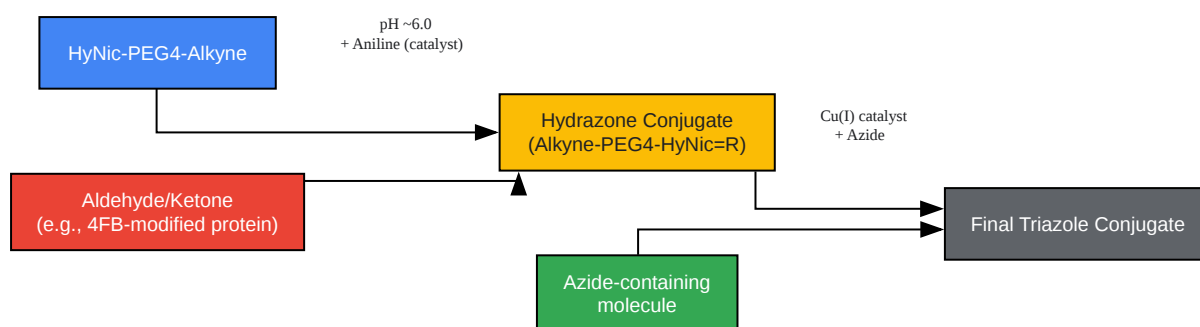 HyNic-PEG4-Alkyne
pH ~6.0
+ Aniline (catalyst)
Hydrazone Conjugate
(Alkyne-PEG4-HyNic=R)
Cu(I) catalyst
+ Azide
Aldehyde/Ketone
(e.g., 4FB-modified protein)
Final Triazole Conjugate
Azide-containing
molecule